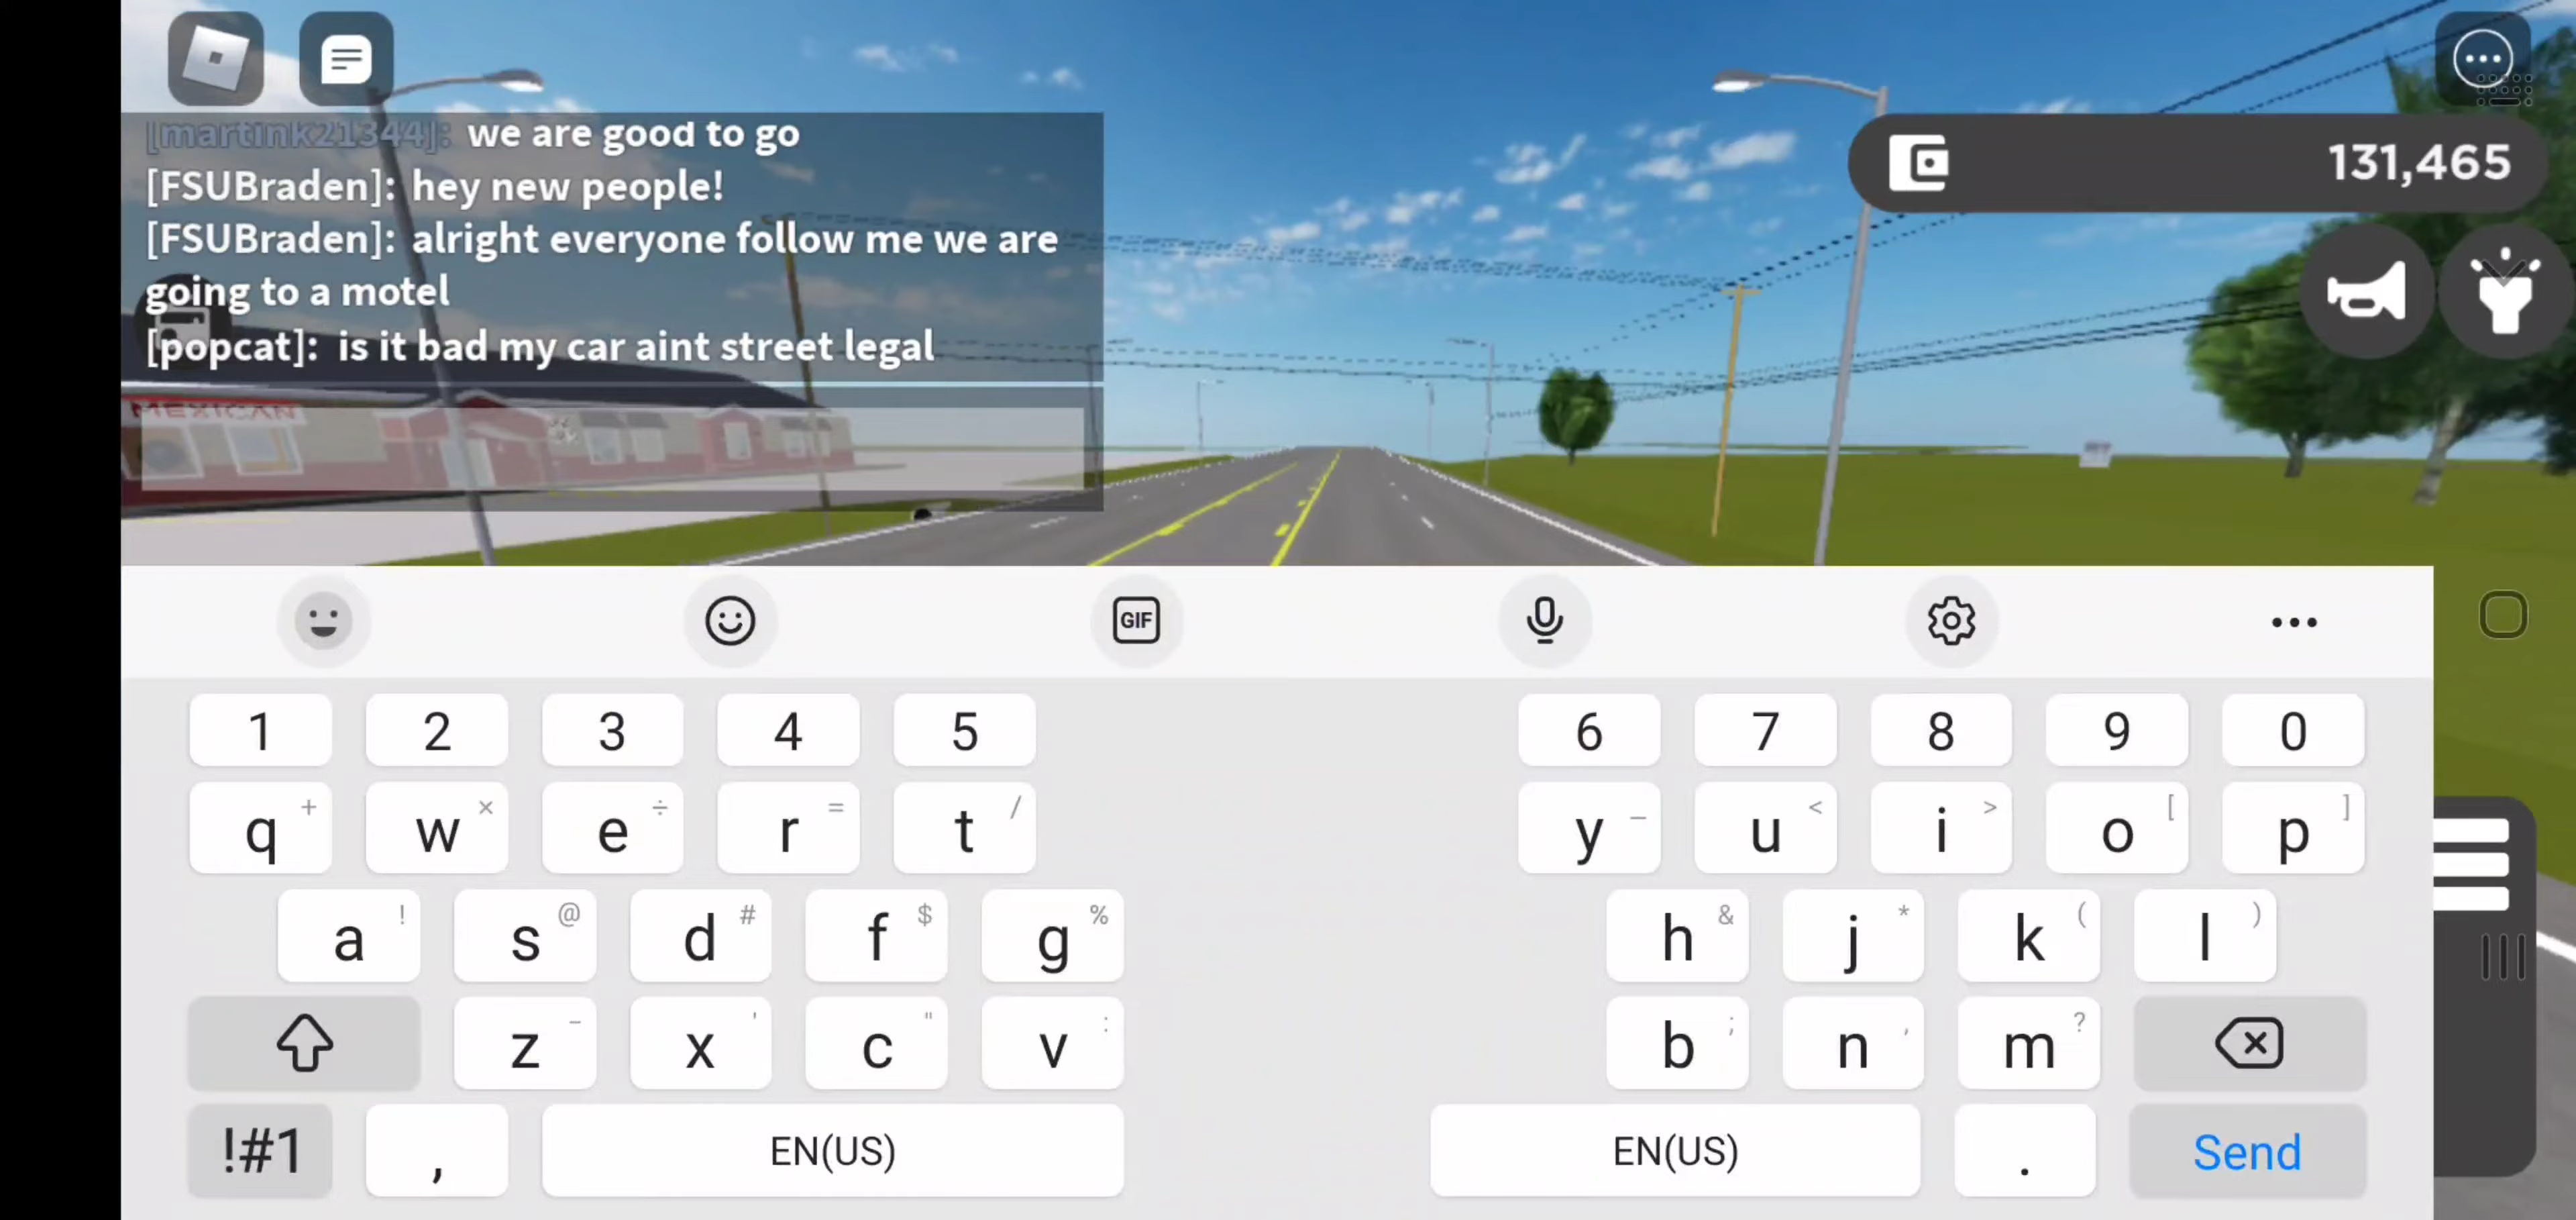 [martink21344]: we are good to go
131,465
[FSUBraden]: hey new people!
[FSUBraden]: alright everyone follow me we are
going to a motel
[popcat]: is it bad my car aint street legal
MEXICAN
GIF
1 2 3 4 5 6 7 8 9 0
q + w × e ÷ r = t / y _ u < i > o [ p ]
a ! s @ d # f $ g % h & j * k ( l )
z - x ' c " v : b ; n , m ?
!#1 , EN(US) EN(US) . Send